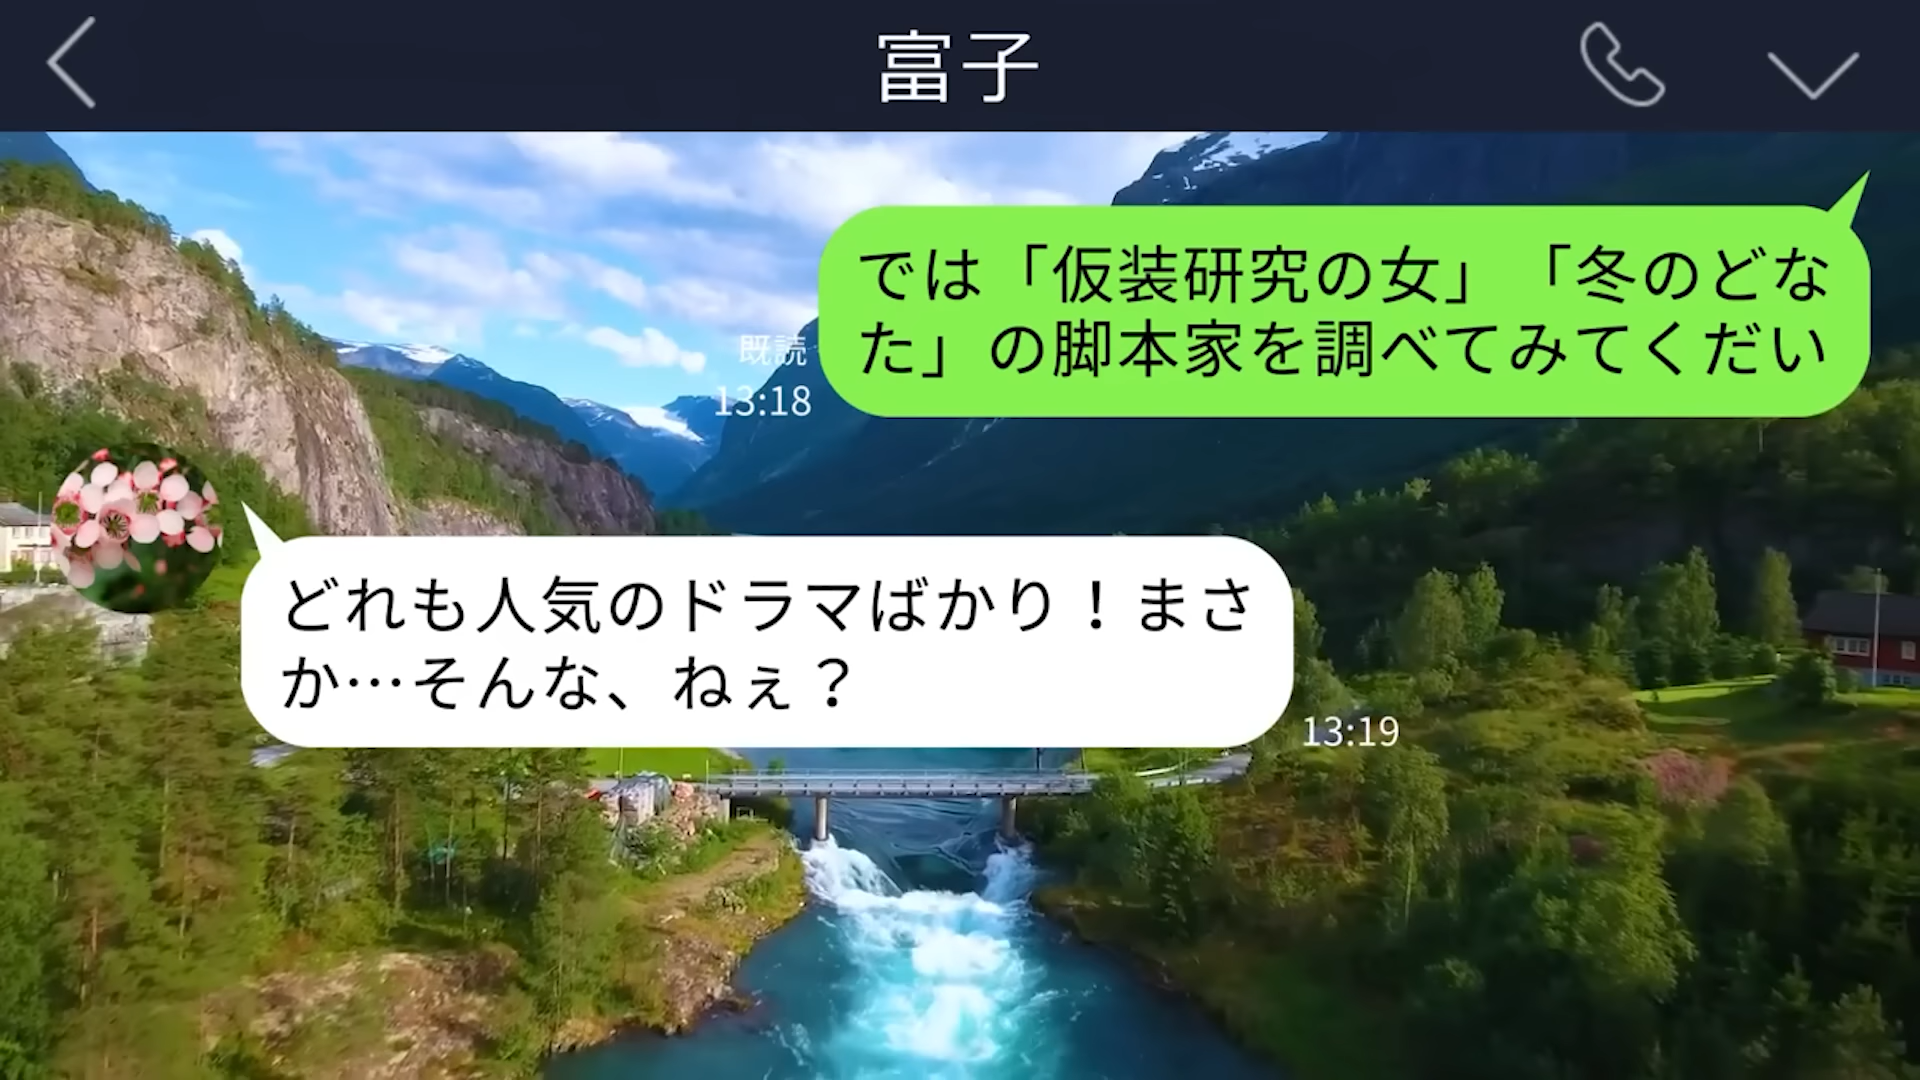 富子
では「仮装研究の女」「冬のどな
た」の脚本家を調べてみてくだい
既読
13:18
どれも人気のドラマばかり！まさ
か…そんな、ねぇ？
13:19